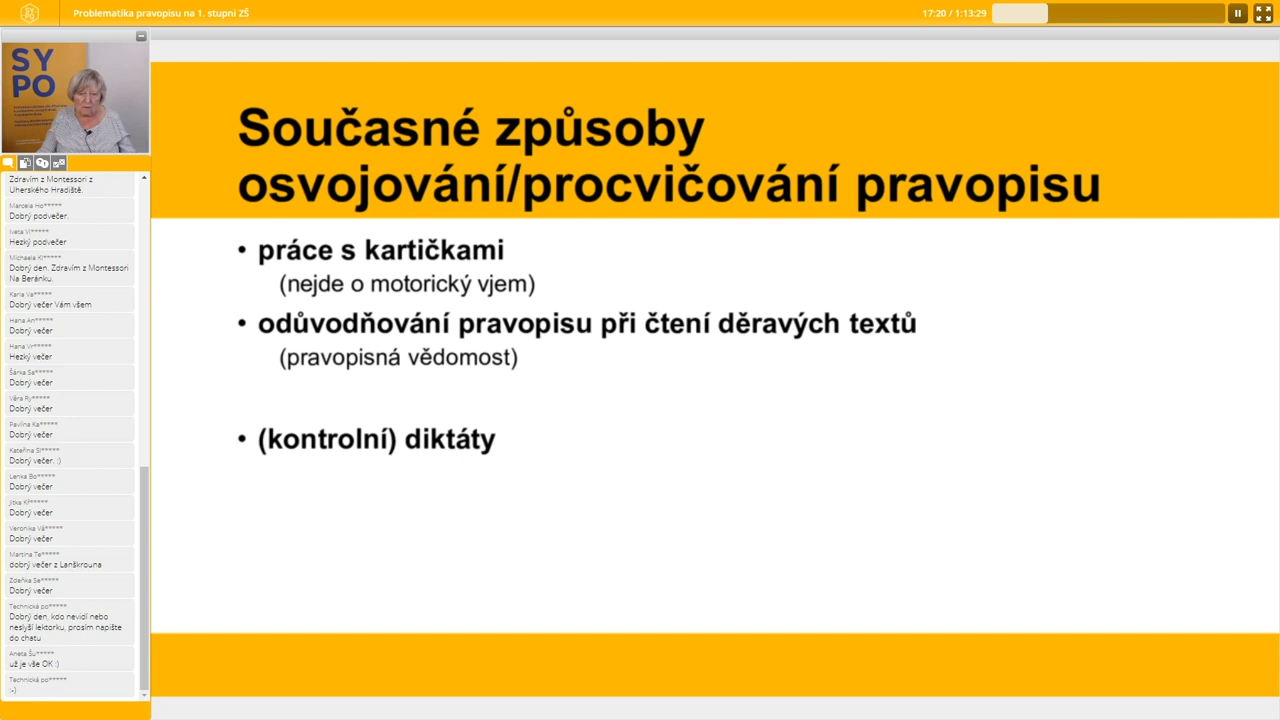 Problematika pravopisu na 1. stupni ZŠ
17:20 / 1:13:29
SY
PO
Zdravím z Montessori z
Uherského Hradiště.
Marcela Ho*****
Dobrý podvečer.
Iveta Vl*****
Hezký podvečer
Michaela Kl*****
Dobrý den. Zdravím z Montessori
Na Beránku.
Karla Va*****
Dobrý večer Vám všem
Hana An*****
Dobrý večer
Hana Vr*****
Hezký večer
Šárka Sa*****
Dobrý večer
Věra Ry*****
Dobrý večer
Pavlína Ka*****
Dobrý večer
Kateřina Sl*****
Dobrý večer. :)
Lenka Bo*****
Dobrý večer
Jitka Kř*****
Dobrý večer
Veronika Vá*****
Dobrý večer
Martina Te*****
dobrý večer z Lanškrouna
Zdeňka Se*****
Dobrý večer
Technická po*****
Dobrý den, kdo nevidí nebo
neslyší lektorku, prosím napište
do chatu
Aneta Šu*****
už je vše OK :)
Technická po*****
;-)
Současné způsoby
osvojování/procvičování pravopisu
• práce s kartičkami
(nejde o motorický vjem)
• odůvodňování pravopisu při čtení děravých textů
(pravopisná vědomost)
• (kontrolní) diktáty